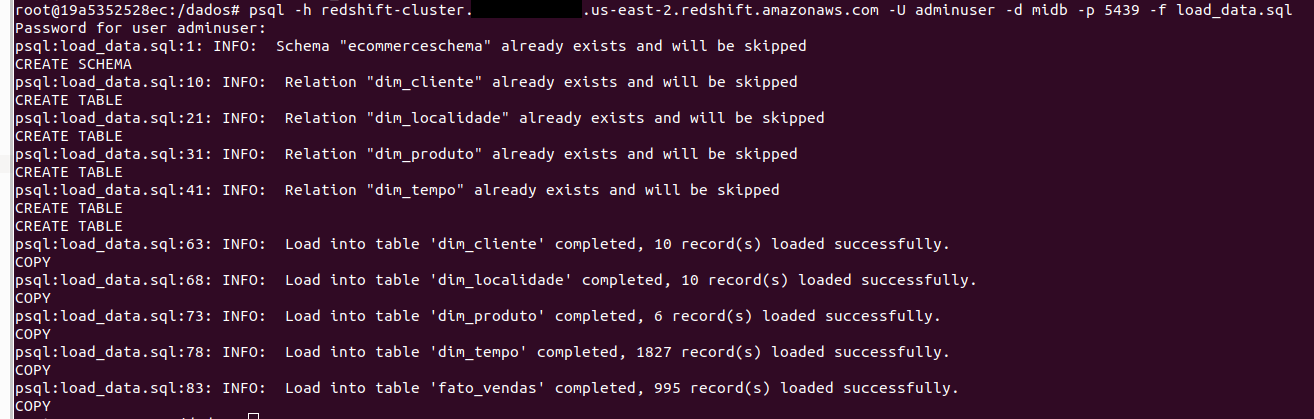 root@19a5352528ec:/dados# psql -h redshift-cluster. .us-east-2.redshift.amazonaws.com -U adminuser -d midb -p 5439 -f load_data.sql
Password for user adminuser:
psql:load_data.sql:1: INFO:  Schema "ecommerceschema" already exists and will be skipped
CREATE SCHEMA
psql:load_data.sql:10: INFO:  Relation "dim_cliente" already exists and will be skipped
CREATE TABLE
psql:load_data.sql:21: INFO:  Relation "dim_localidade" already exists and will be skipped
CREATE TABLE
psql:load_data.sql:31: INFO:  Relation "dim_produto" already exists and will be skipped
CREATE TABLE
psql:load_data.sql:41: INFO:  Relation "dim_tempo" already exists and will be skipped
CREATE TABLE
CREATE TABLE
psql:load_data.sql:63: INFO:  Load into table 'dim_cliente' completed, 10 record(s) loaded successfully.
COPY
psql:load_data.sql:68: INFO:  Load into table 'dim_localidade' completed, 10 record(s) loaded successfully.
COPY
psql:load_data.sql:73: INFO:  Load into table 'dim_produto' completed, 6 record(s) loaded successfully.
COPY
psql:load_data.sql:78: INFO:  Load into table 'dim_tempo' completed, 1827 record(s) loaded successfully.
COPY
psql:load_data.sql:83: INFO:  Load into table 'fato_vendas' completed, 995 record(s) loaded successfully.
COPY